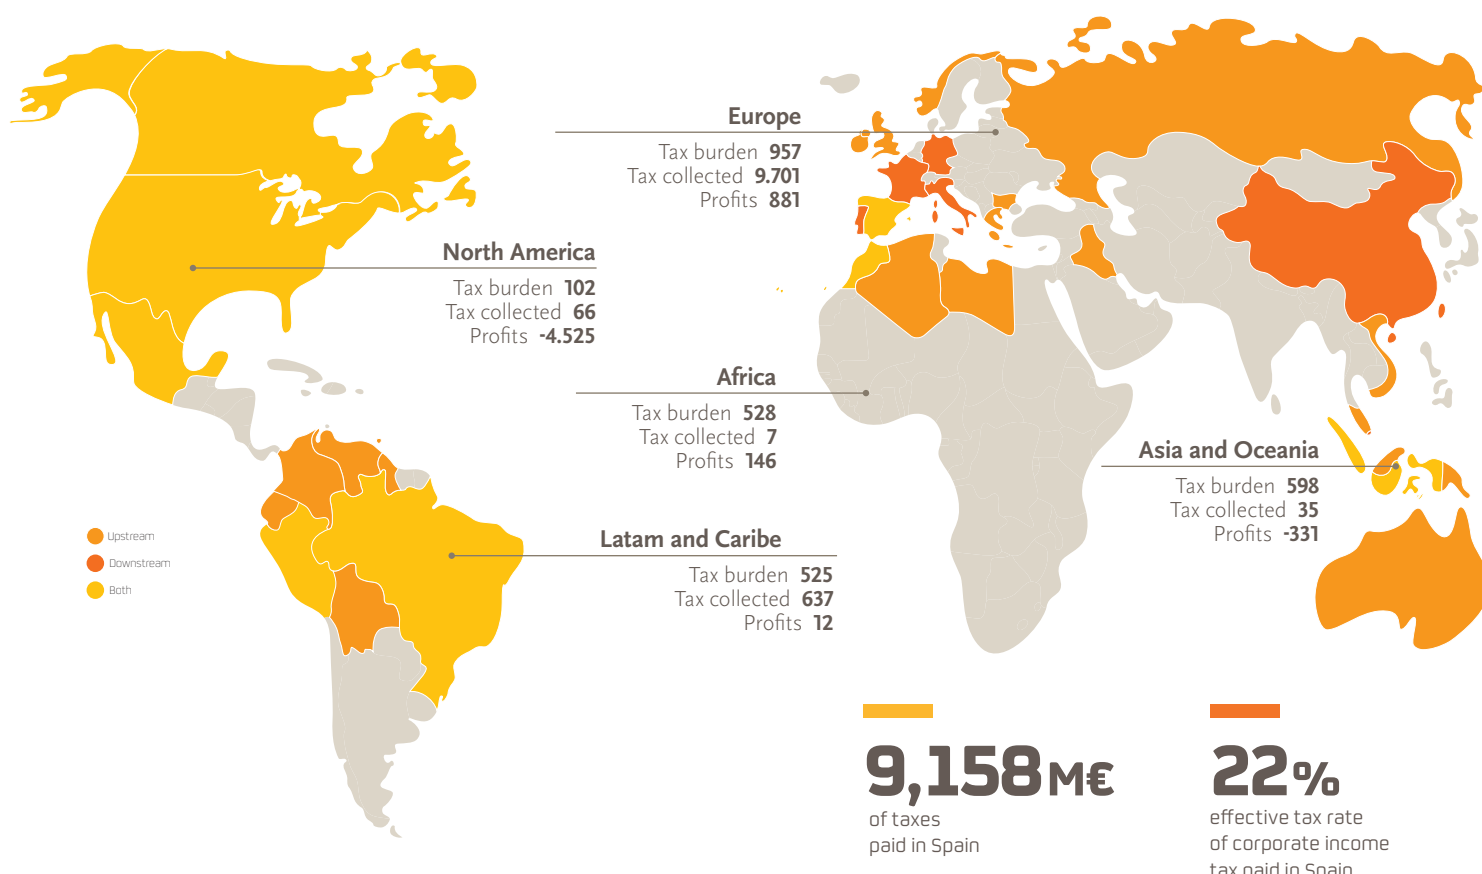 Europe
Tax burden 957
Tax collected 9.701
Profits 881
North America
Tax burden 102
Tax collected 66
Profits -4.525
Africa
Tax burden 528
Tax collected 7
Profits 146
Asia and Oceania
Tax burden 598
Tax collected 35
Profits -331
Latam and Caribe
Tax burden 525
Tax collected 637
Profits 12
Upstream
Downstream
Both
9,158 M€
of taxes
paid in Spain
22%
effective tax rate
of corporate income
tax paid in Spain